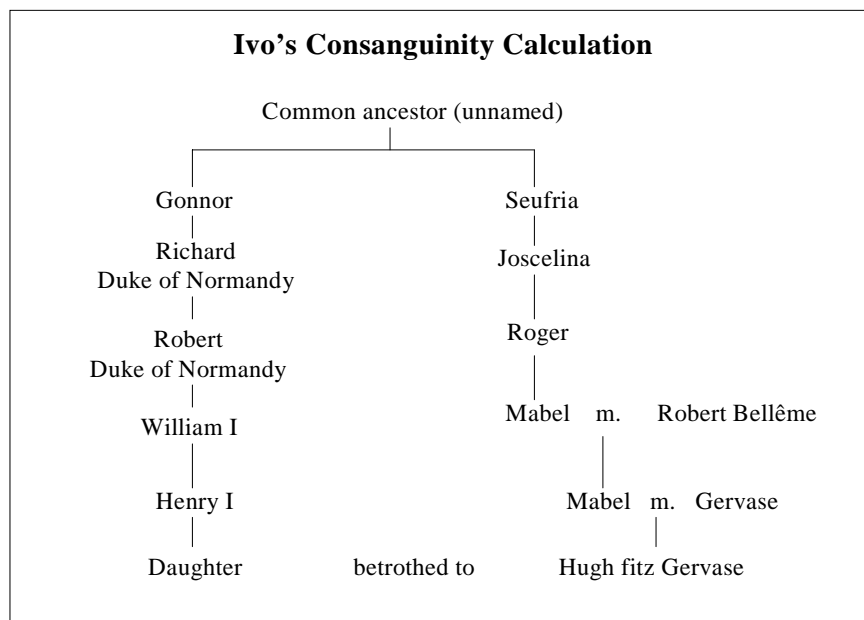 Ivo’s Consanguinity Calculation
Common ancestor (unnamed)
Gonnor
Seufria
Richard
Duke of Normandy
Joscelina
Robert
Duke of Normandy
Roger
William I
Mabel m. Robert Bellême
Henry I
Mabel m. Gervase
Daughter betrothed to Hugh fitz Gervase